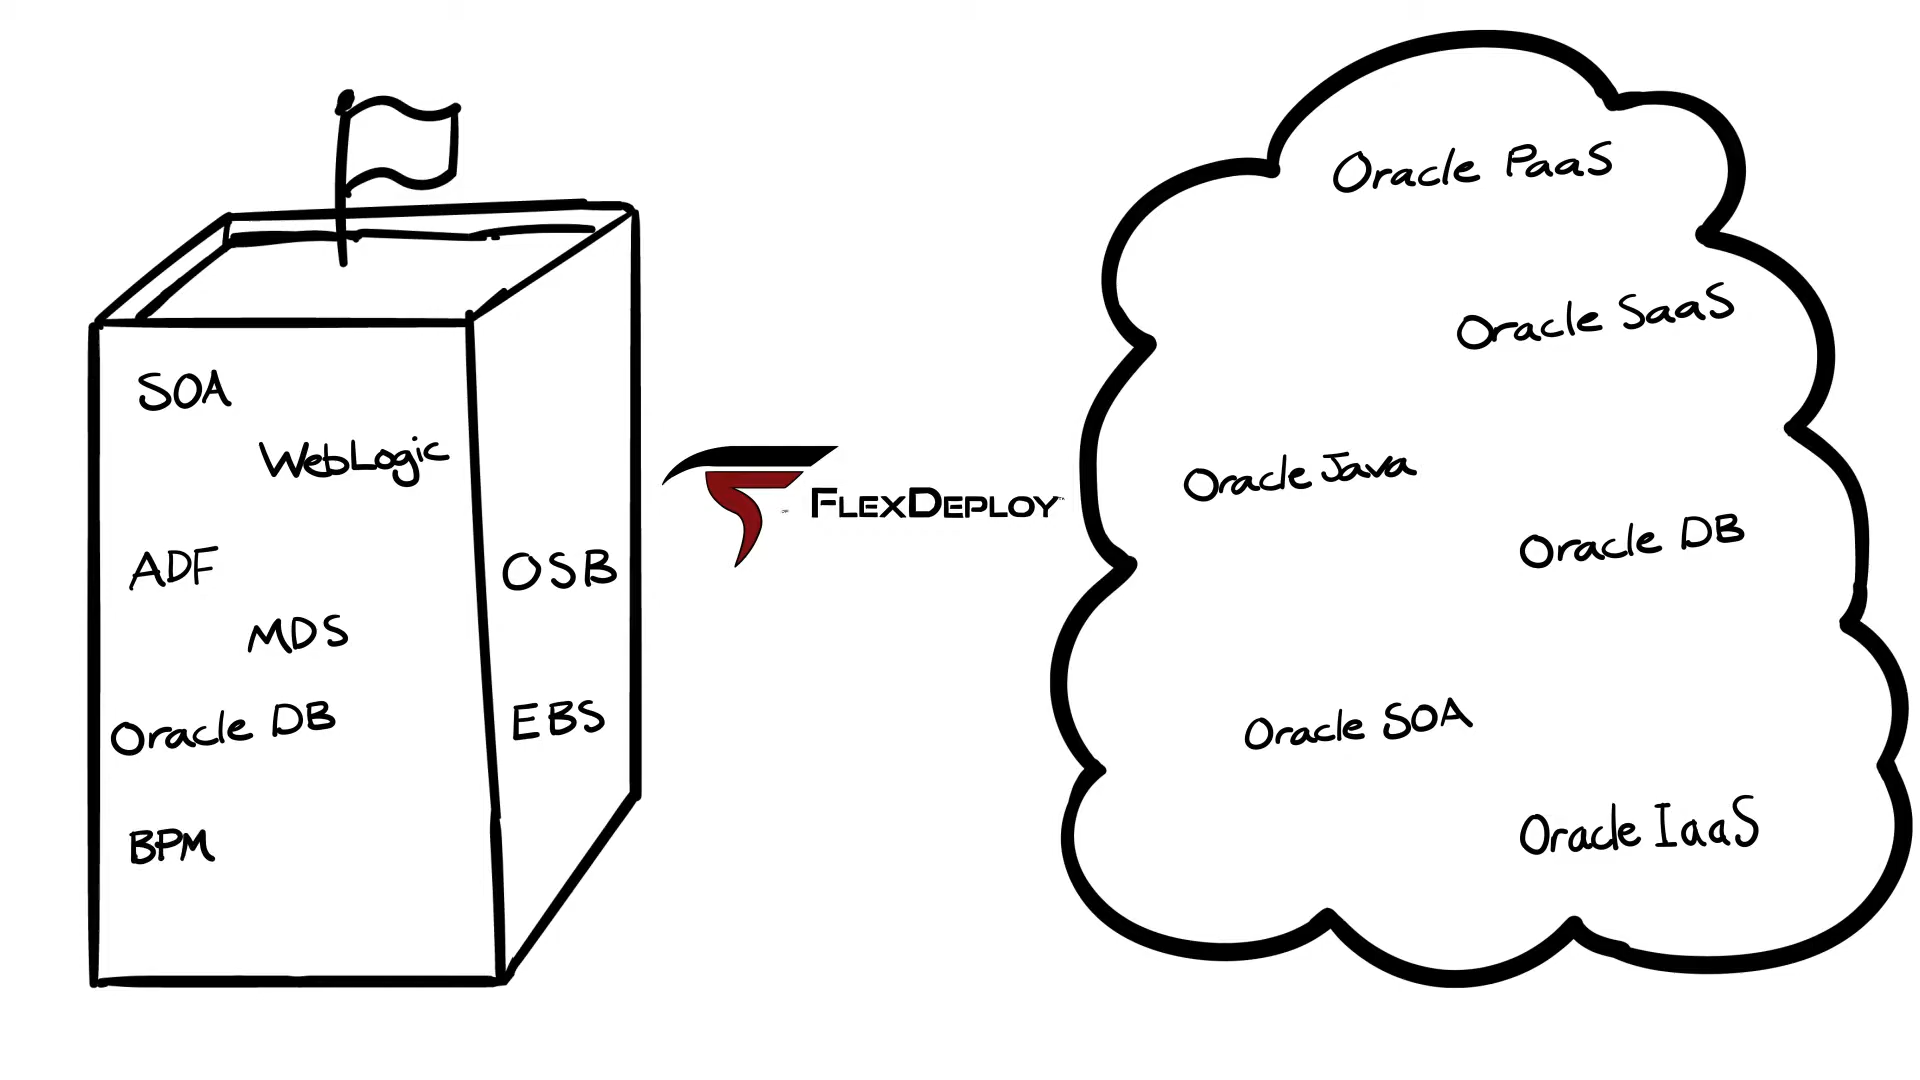 SOA
WebLogic
ADF
MDS
Oracle DB
BPM
OSB
EBS
FLEXDEPLOY
Oracle PaaS
Oracle SaaS
Oracle Java
Oracle DB
Oracle SOA
Oracle IaaS